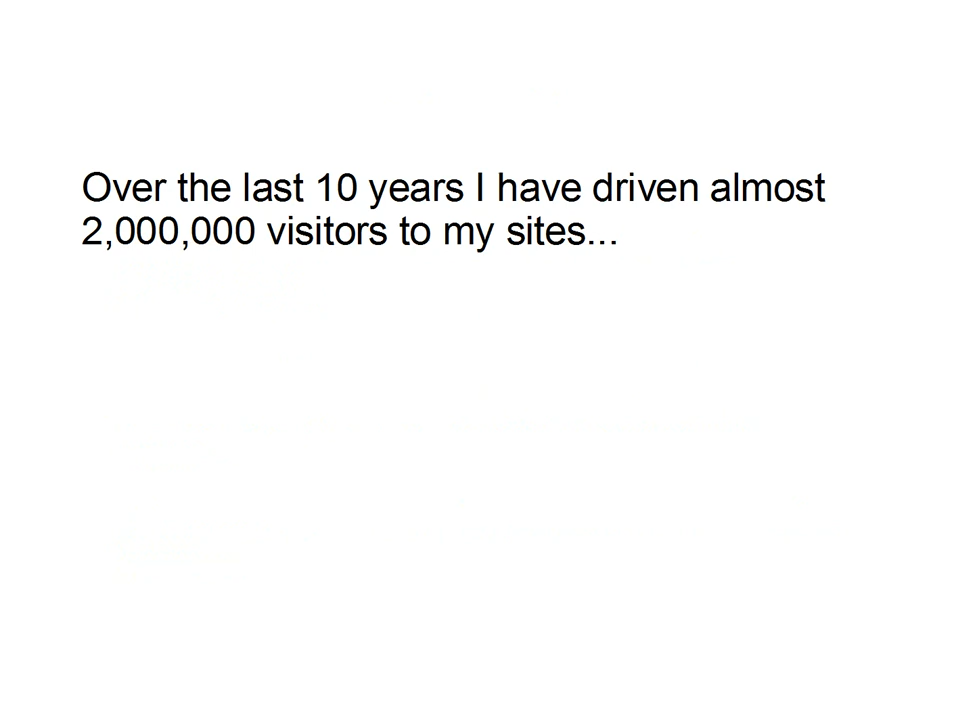 Over the last 10 years I have driven almost
2,000,000 visitors to my sites...